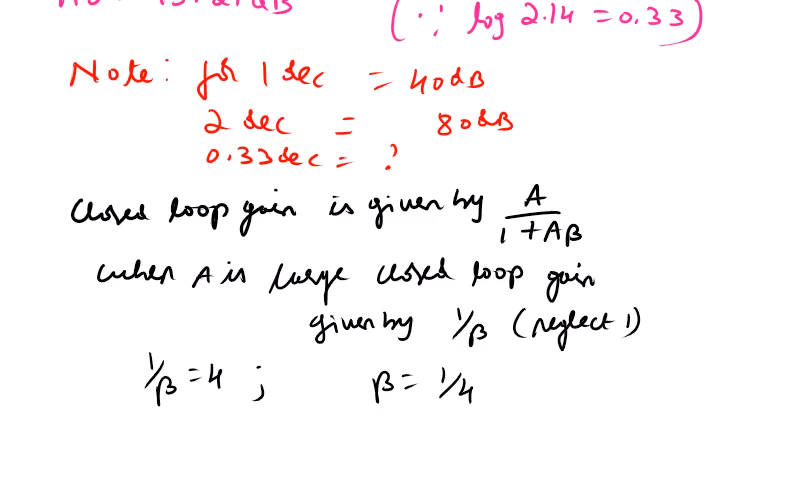 (∵ log 2.14 = 0.33)
Note: for 1 dec = 40dB
2 dec = 80dB
0.33dec = ?
Closed loop gain is given by A/(1+Aβ)
when A is large closed loop gain
given by 1/β (neglect 1)
1/β = 4 ; β = 1/4